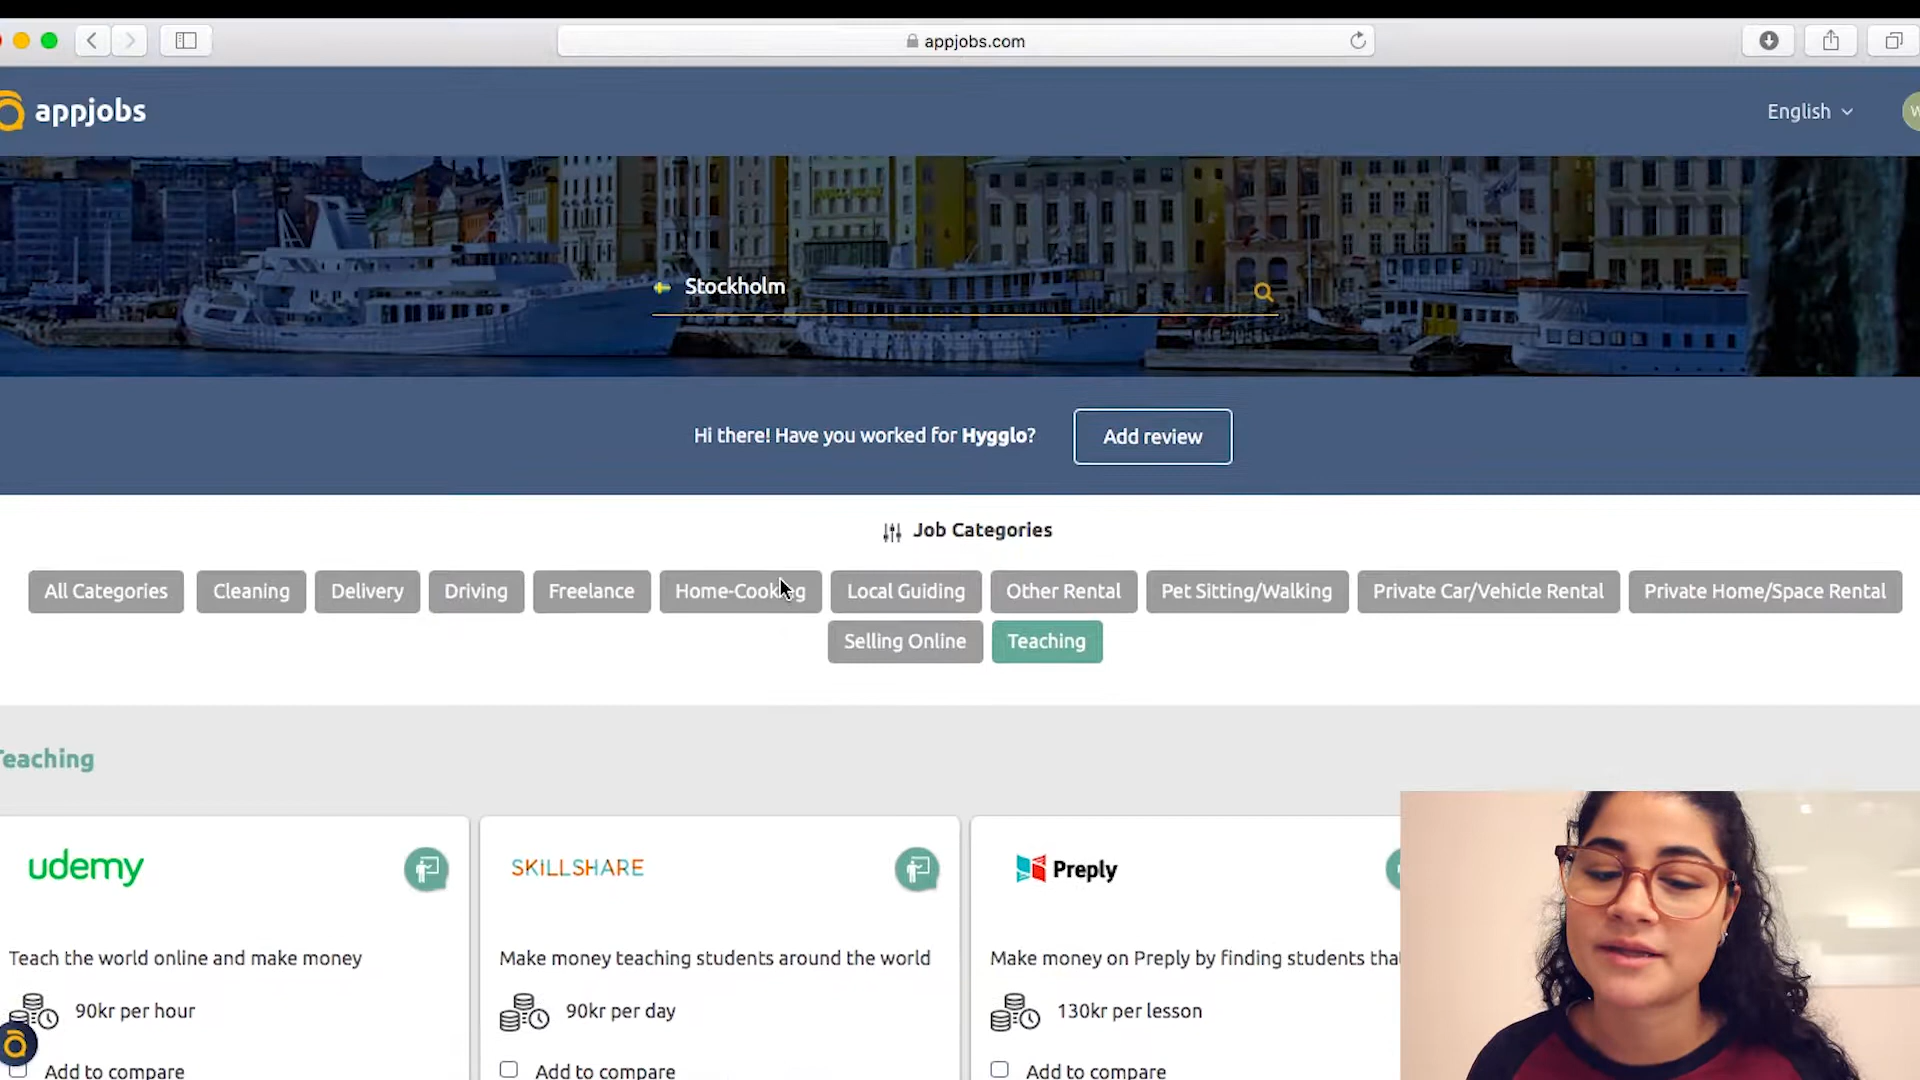 appjobs.com
appjobs
English
W
Stockholm
Hi there! Have you worked for Hygglo?
Add review
Job Categories
All Categories
Cleaning
Delivery
Driving
Freelance
Home-Cooking
Local Guiding
Other Rental
Pet Sitting/Walking
Private Car/Vehicle Rental
Private Home/Space Rental
Selling Online
Teaching
Teaching
udemy
SKILLSHARE
Preply
Teach the world online and make money
Make money teaching students around the world
Make money on Preply by finding students tha
90kr per hour
90kr per day
130kr per lesson
Add to compare
Add to compare
Add to compare